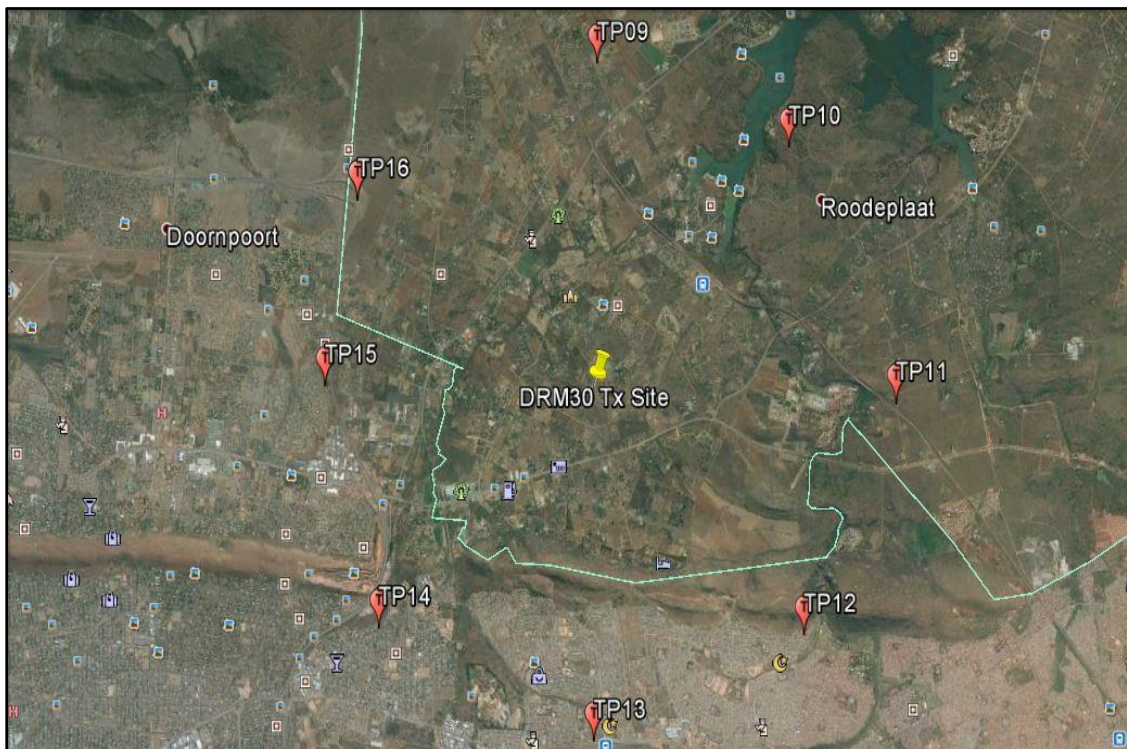 TP09
TP10
TP16
Roodeplaat
Doornpoort
TP15
TP11
DRM30 Tx Site
TP14
TP12
TP13
H
H